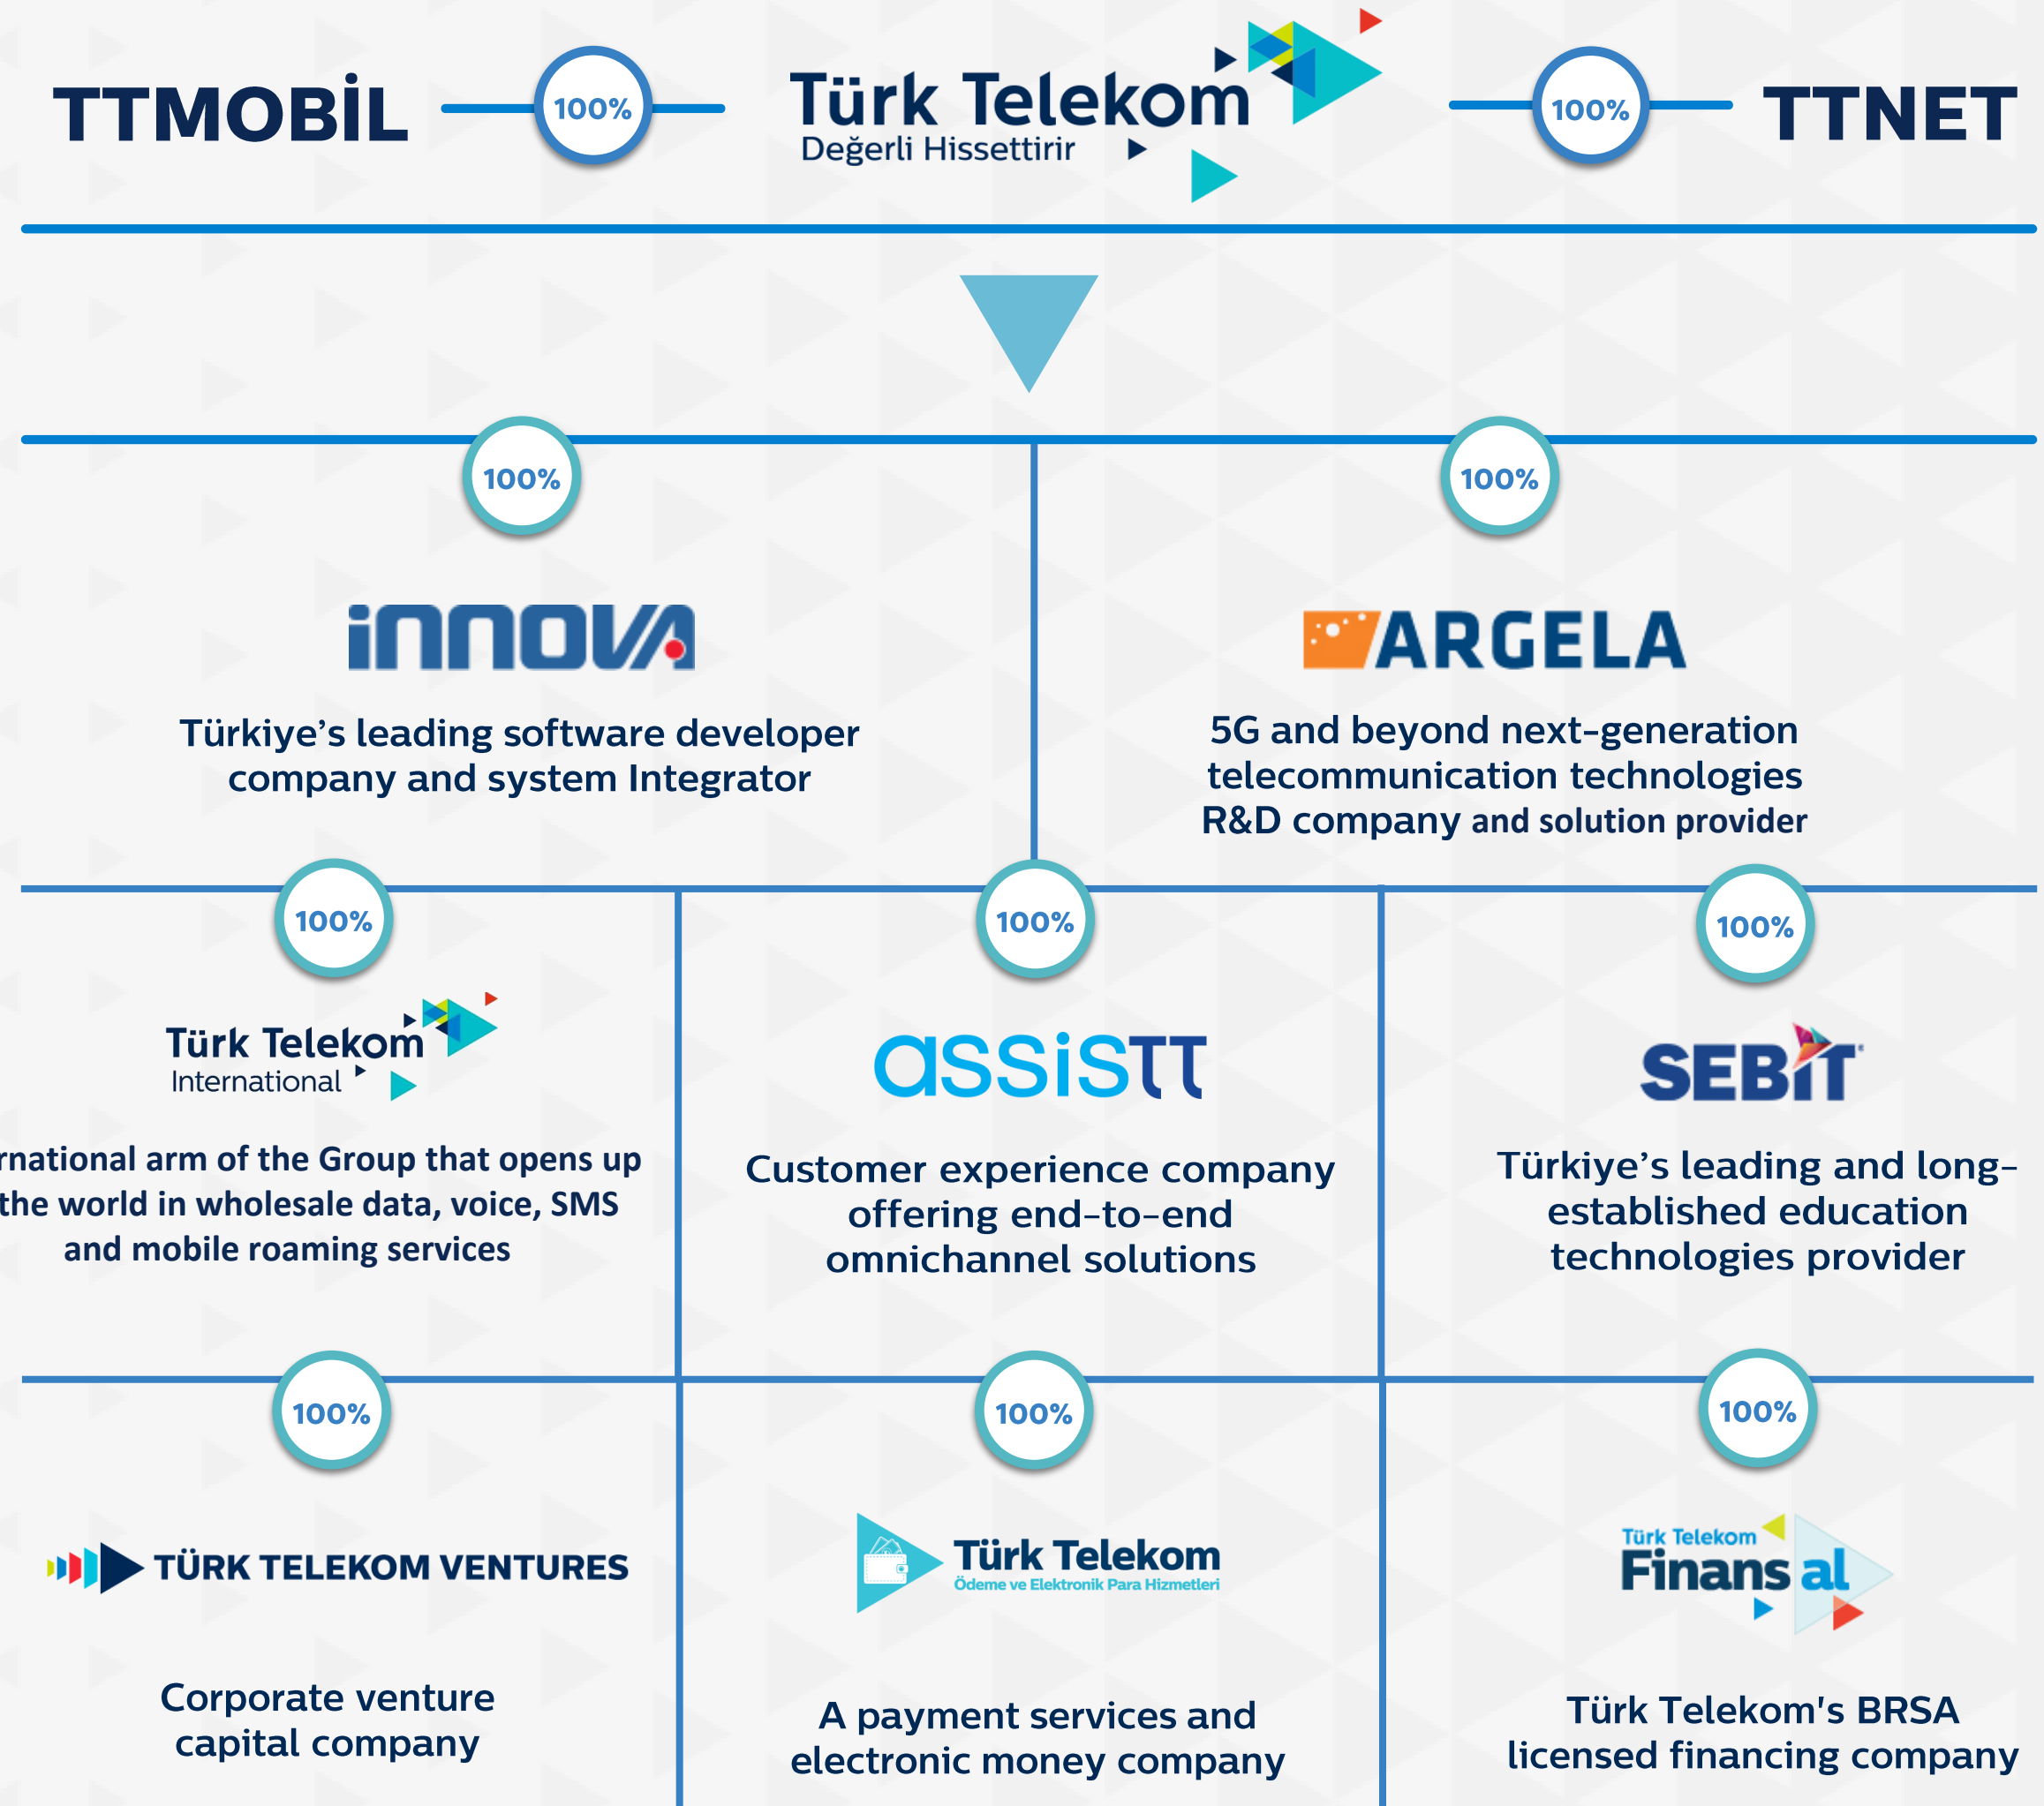 TTMOBİL
100%
Türk Telekom
Değerli Hissettirir
100%
TTNET
100%
100%
innova
ARGELA
Türkiye’s leading software developer
company and system Integrator
5G and beyond next-generation
telecommunication technologies
R&D company and solution provider
100%
100%
100%
Türk Telekom
International
assisTT
SEBİT
arm of the Group that opens up
the world in wholesale data, voice, SMS
and mobile roaming services
Customer experience company
offering end-to-end
omnichannel solutions
Türkiye’s leading and long-
established education
technologies provider
100%
100%
100%
TÜRK TELEKOM VENTURES
Türk Telekom
Ödeme ve Elektronik Para Hizmetleri
Türk Telekom
Finansal
Corporate venture
capital company
A payment services and
electronic money company
Türk Telekom's BRSA
licensed financing company